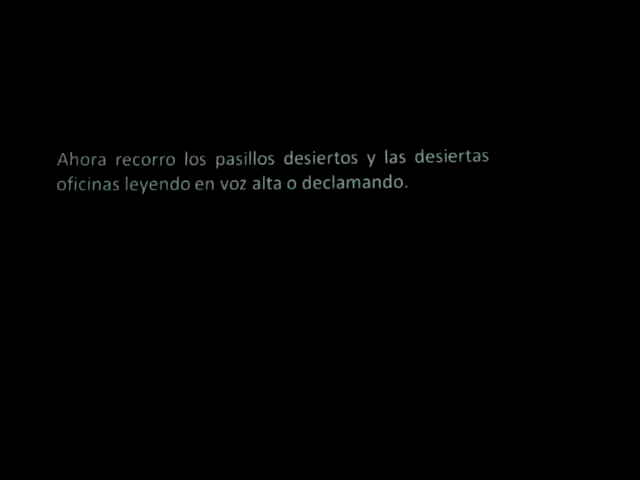 Ahora recorro los pasillos desiertos y las desiertas
oficinas leyendo en voz alta o declamando.